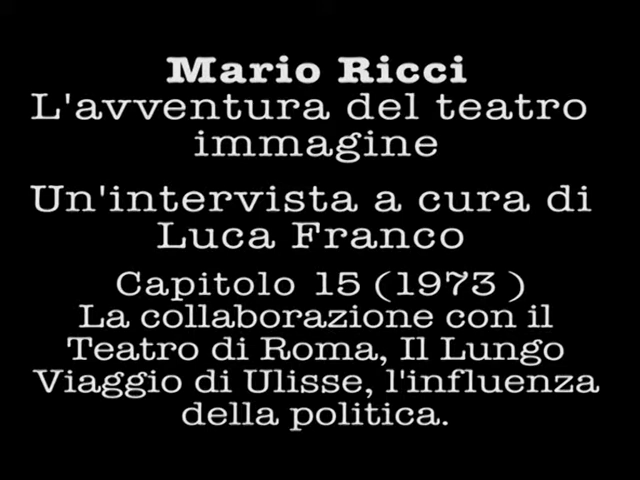 Mario Ricci
L'avventura del teatro
immagine
Un'intervista a cura di
Luca Franco
Capitolo 15 (1973 )
La collaborazione con il
Teatro di Roma, Il Lungo
Viaggio di Ulisse, l'influenza
della politica.